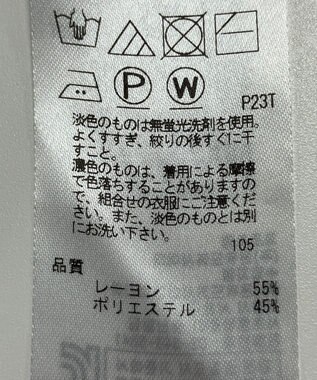 P W
P23T
淡色のものは無蛍光洗剤を使用。
よくすすぎ、絞りの後すぐに干
すこと。
濃色のものは、着用による摩擦
で色落ちすることがありますの
で、組合せの衣服にご注意くだ
さい。また、淡色のものとは別
にお洗い下さい。
105
品質
レーヨン 55%
ポリエステル 45%